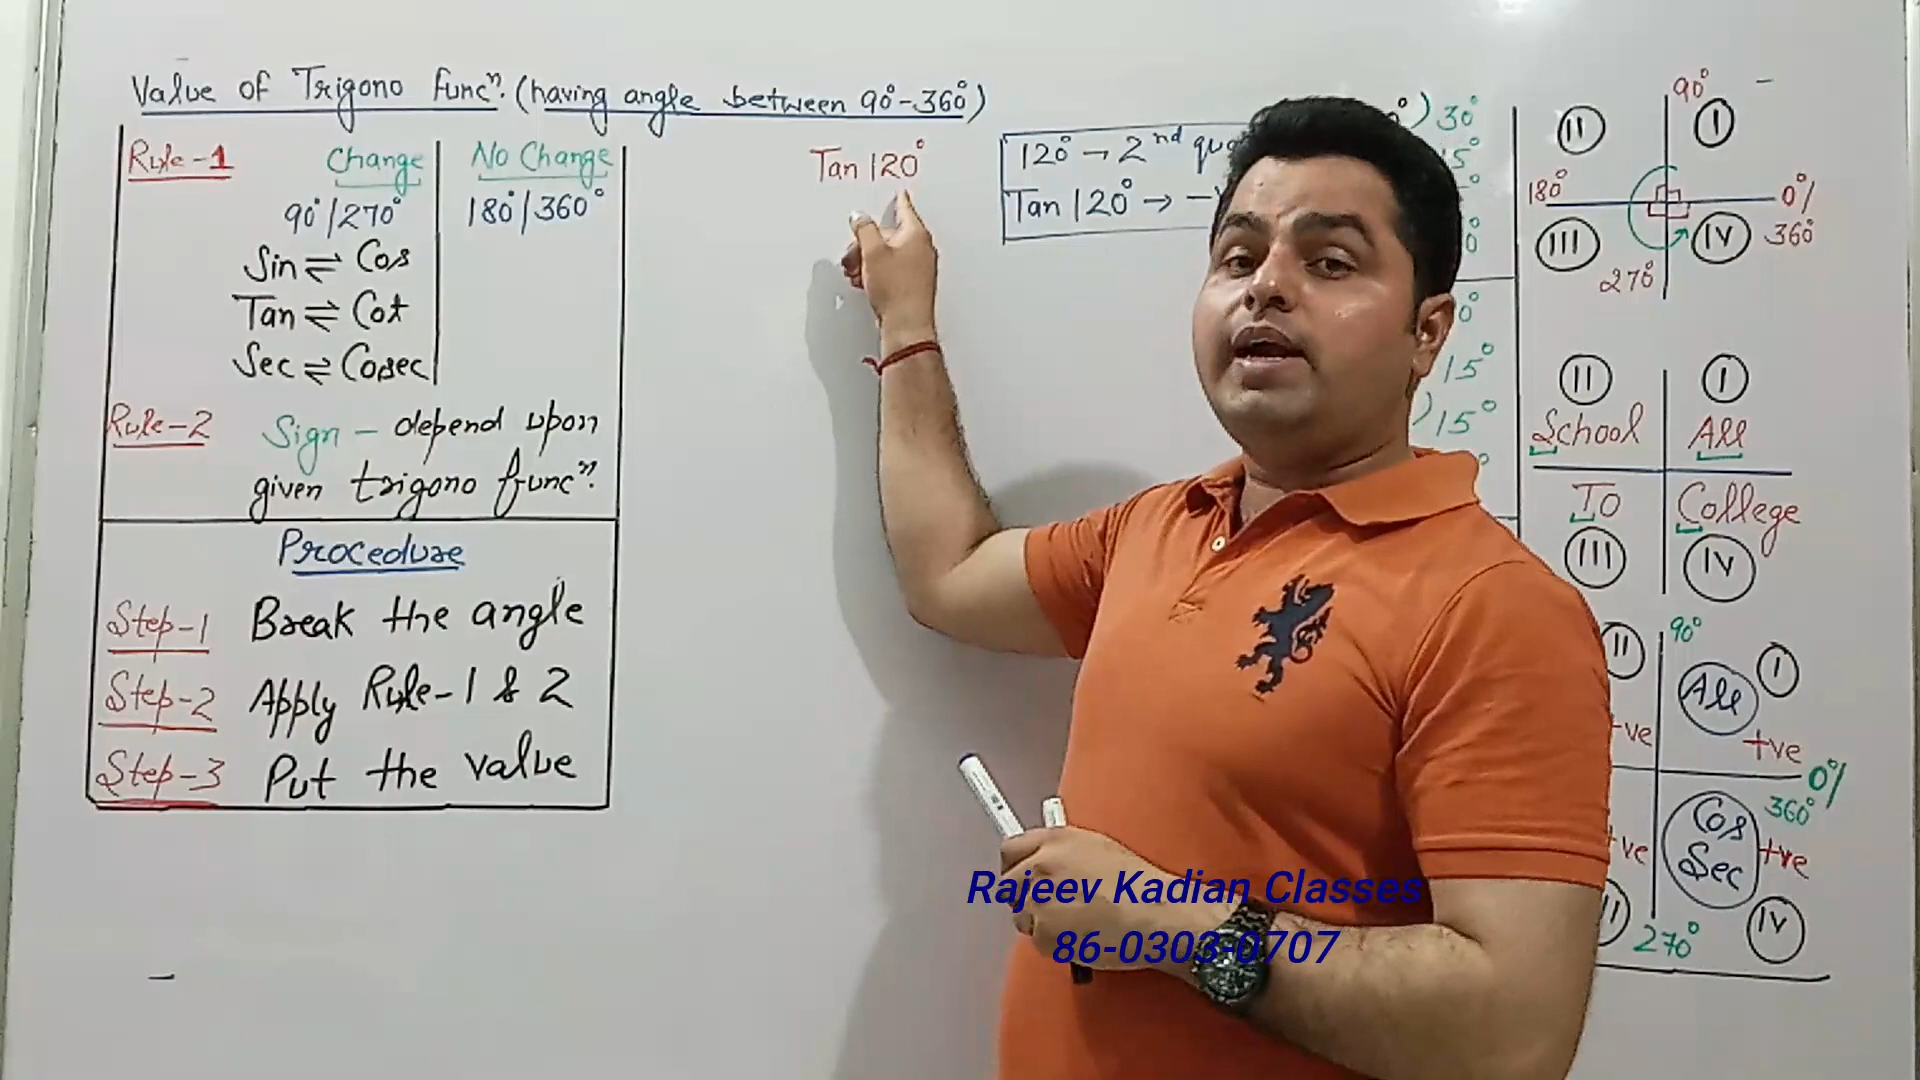 Value of Trigono funcⁿ. (having angle between 90°-360°)
Rule-1 Change No Change
90°/270° 180°/360°
Sin ⇌ Cos
Tan ⇌ Cot
Sec ⇌ Cosec
Rule-2 Sign - depend upon
given trigono funcⁿ.
Procedure
Step-1 Break the angle
Step-2 Apply Rule-1 & 2
Step-3 Put the value
Tan 120°
120° → 2nd
Tan 120° → -
) 30°
15°
) 15°
90°
II I
180° 0°/
360°
III IV
270°
II I
School All
To College
III IV
II 90° I
All
+ve +ve
0°/
360°
Cos
Sec
+ve +ve
270° IV
Rajeev Kadian Classes
86-0303-0707